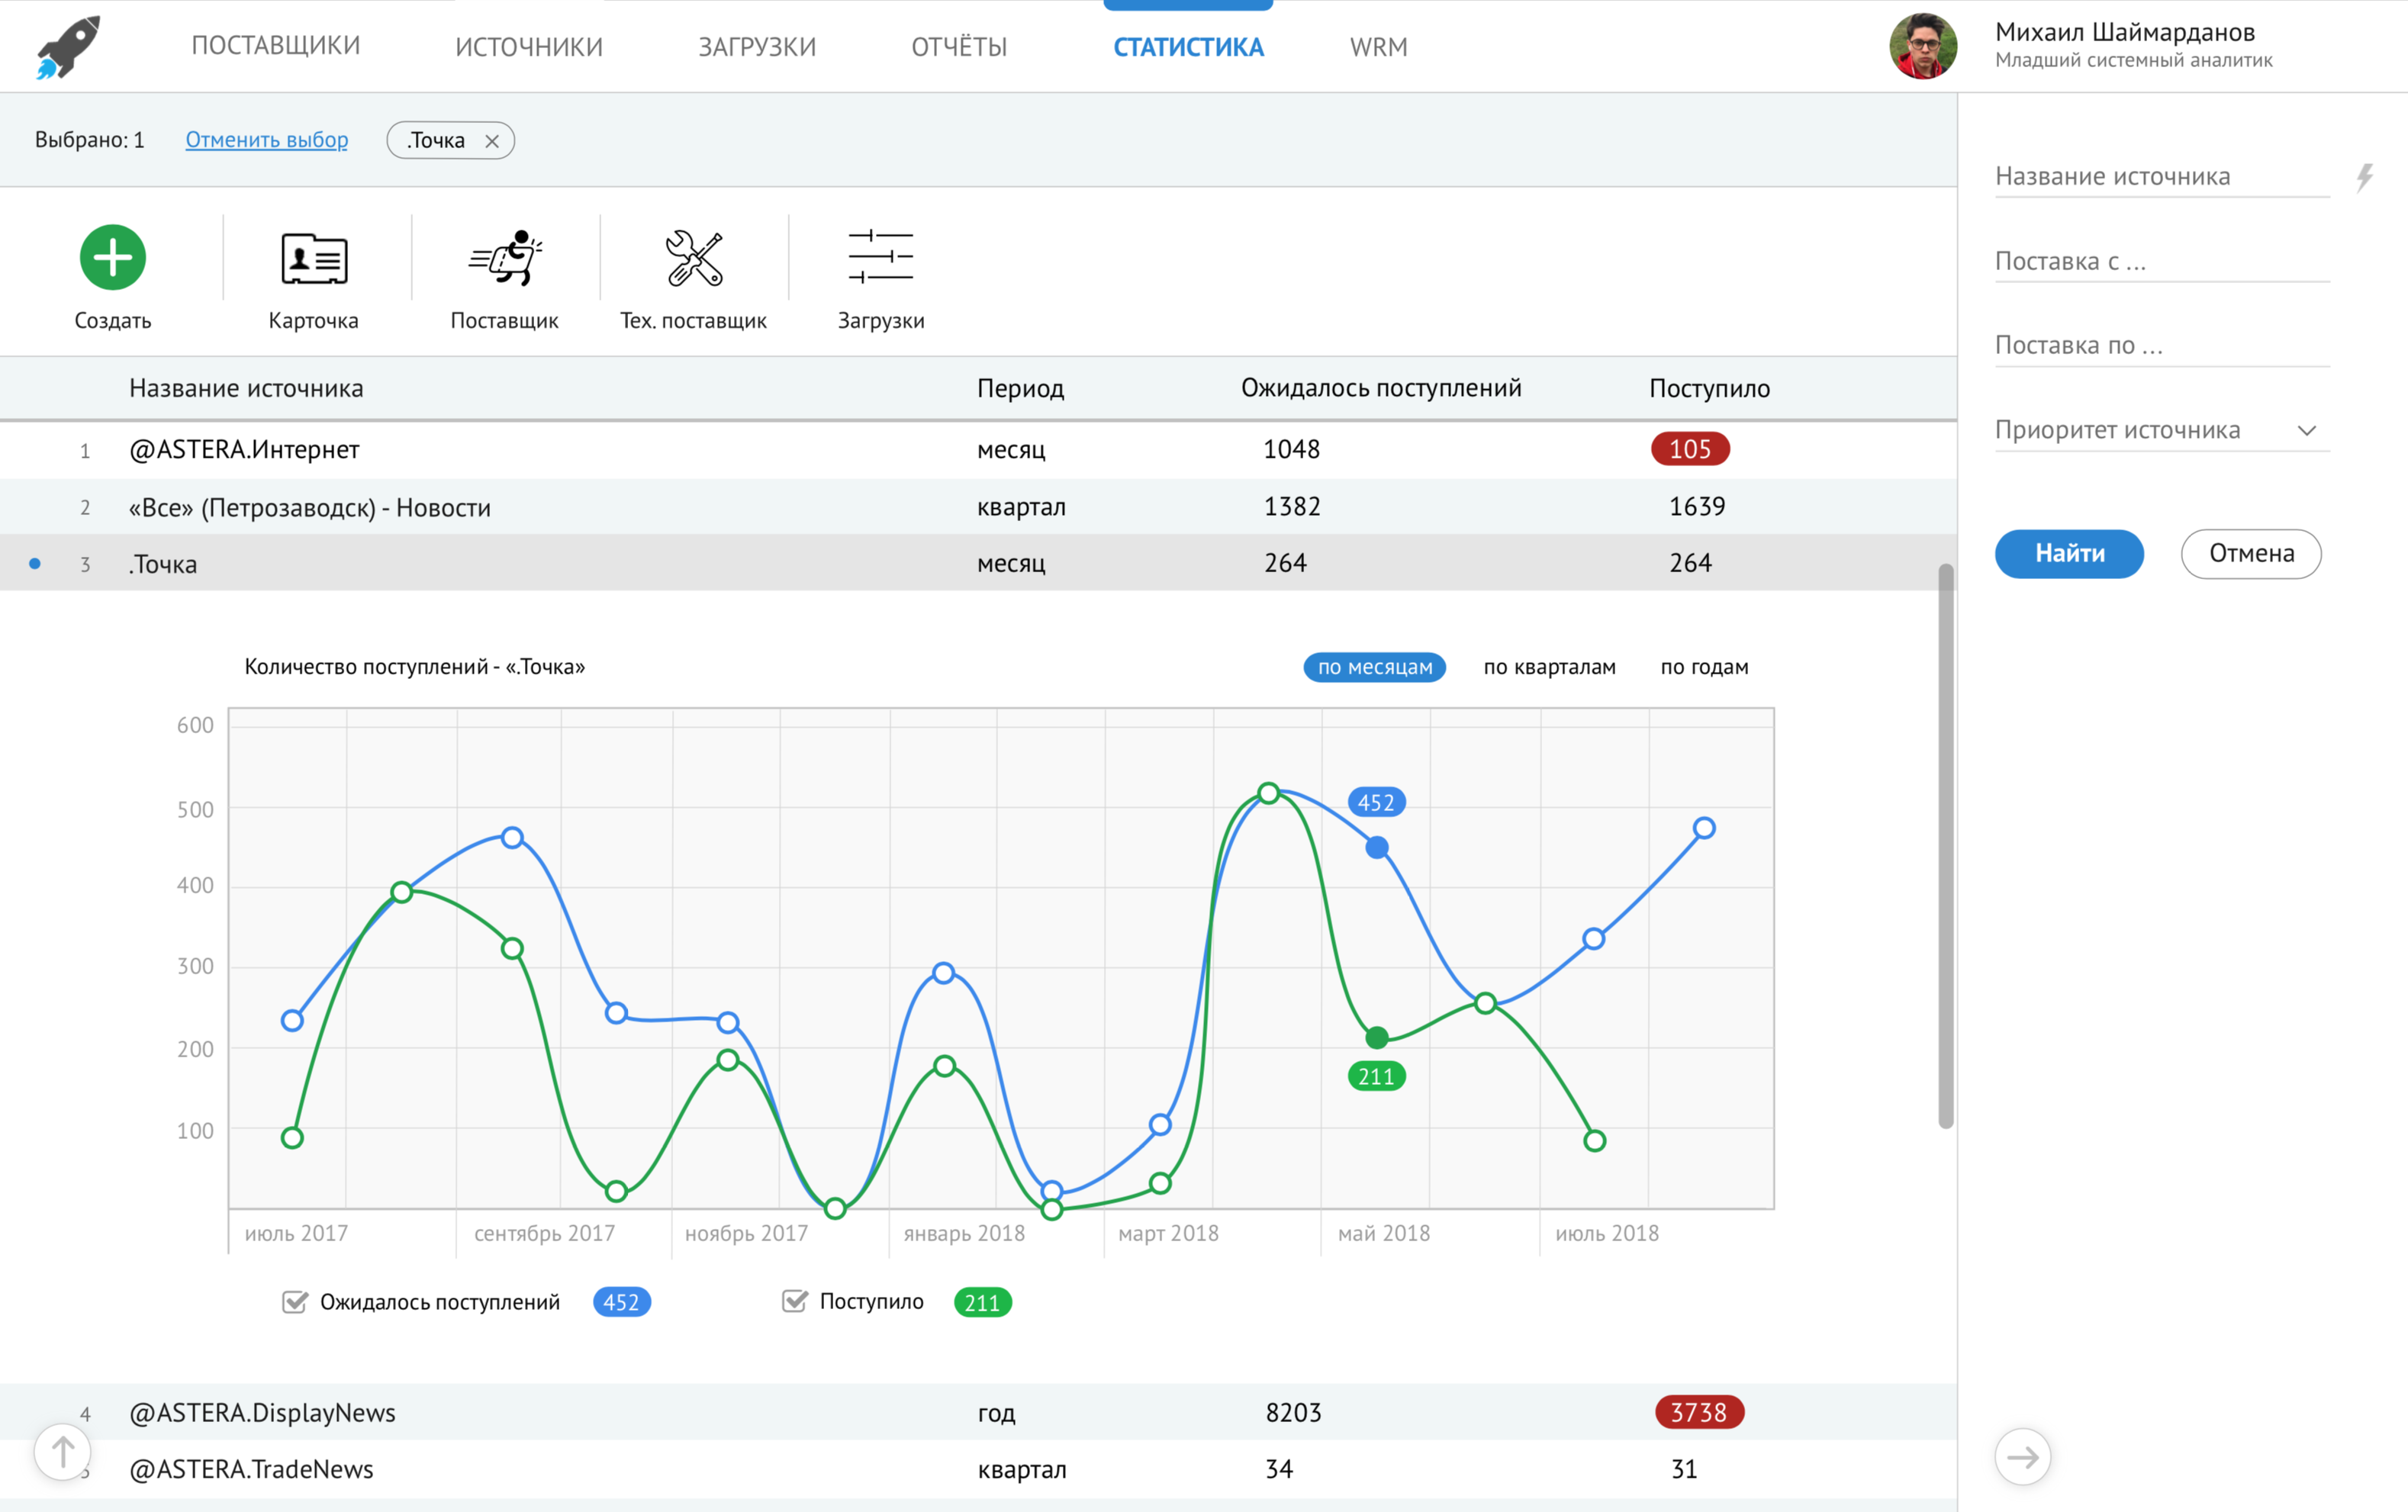 ПОСТАВЩИКИ
ИСТОЧНИКИ
ЗАГРУЗКИ
ОТЧЁТЫ
СТАТИСТИКА
WRM
Михаил Шаймарданов
Младший системный аналитик
Выбрано: 1
Отменить выбор
.Точка
Создать
Карточка
Поставщик
Тех. поставщик
Загрузки
Название источника
Поставка с ...
Поставка по ...
Приоритет источника
Найти
Отмена
Название источника Период Ожидалось поступлений Поступило
1 @ASTERA.Интернет месяц 1048 105
2 «Все» (Петрозаводск) - Новости квартал 1382 1639
3 .Точка месяц 264 264
Количество поступлений - «.Точка»
по месяцам
по кварталам
по годам
600
500
400
300
200
100
452
211
июль 2017
сентябрь 2017
ноябрь 2017
январь 2018
март 2018
май 2018
июль 2018
Ожидалось поступлений 452
Поступило 211
4 @ASTERA.DisplayNews год 8203 3738
@ASTERA.TradeNews квартал 34 31